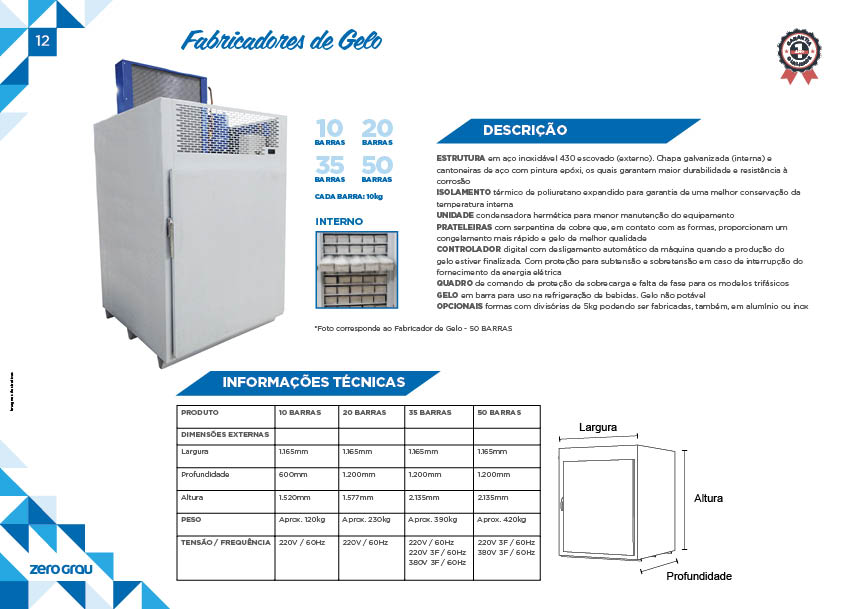 12
Fabricadores de Gelo
GARANTIA
1
10 20
BARRAS BARRAS
35 50
BARRAS BARRAS
CADA BARRA: 10kg
INTERNO
DESCRIÇÃO
ESTRUTURA em aço inoxidável 430 escovado (externo). Chapa galvanizada (interna) e
cantoneiras de aço com pintura epóxi, os quais garantem maior durabilidade e resistência à
corrosão
ISOLAMENTO térmico de poliuretano expandido para garantia de uma melhor conservação da
temperatura interna
UNIDADE condensadora hermética para menor manutenção do equipamento
PRATELEIRAS com serpentina de cobre que, em contato com as formas, proporcionam um
congelamento mais rápido e gelo de melhor qualidade
CONTROLADOR digital com desligamento automático da máquina quando a produção do
gelo estiver finalizada. Com proteção para subtensão e sobretensão em caso de interrupção do
fornecimento da energia elétrica
QUADRO de comando de proteção de sobrecarga e falta de fase para os modelos trifásicos
GELO em barra para uso na refrigeração de bebidas. Gelo não potável
OPCIONAIS formas com divisórias de 5kg podendo ser fabricadas, também, em alumínio ou inox
*Foto corresponde ao Fabricador de Gelo - 50 BARRAS
INFORMAÇÕES TÉCNICAS
PRODUTO 10 BARRAS 20 BARRAS 35 BARRAS 50 BARRAS
DIMENSÕES EXTERNAS
Largura 1.165mm 1.165mm 1.165mm 1.165mm
Profundidade 600mm 1.200mm 1.200mm 1.200mm
Altura 1.520mm 1.577mm 2.135mm 2.135mm
PESO Aprox. 120kg Aprox. 230kg Aprox. 390kg Aprox. 420kg
TENSÃO / FREQUÊNCIA 220V / 60Hz 220V / 60Hz 220V / 60Hz 220V 3F / 60Hz
220V 3F / 60Hz 380V 3F / 60Hz
380V 3F / 60Hz
Largura
Altura
Profundidade
zero grau